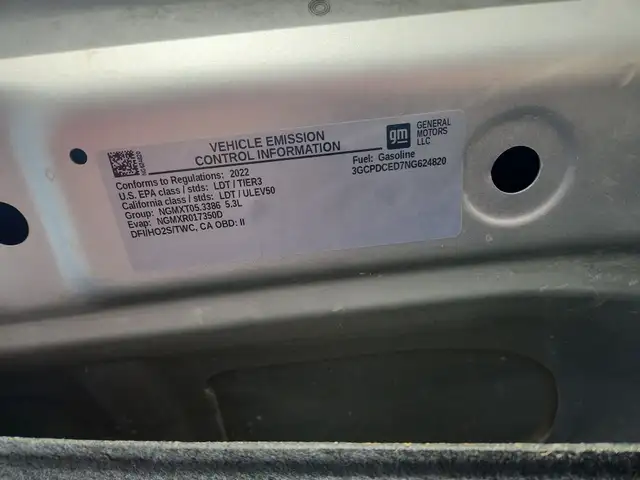 VEHICLE EMISSION
CONTROL INFORMATION
gm
GENERAL
MOTORS
LLC
Conforms to Regulations: 2022
Fuel: Gasoline
U.S. EPA class / stds: LDT / TIER3
3GCPDCED7NG624820
California class / stds: LDT / ULEV50
Group: NGMXT05.3386 5.3L
Evap: NGMXR017350D
DFI/HO2S/TWC, CA OBD: II